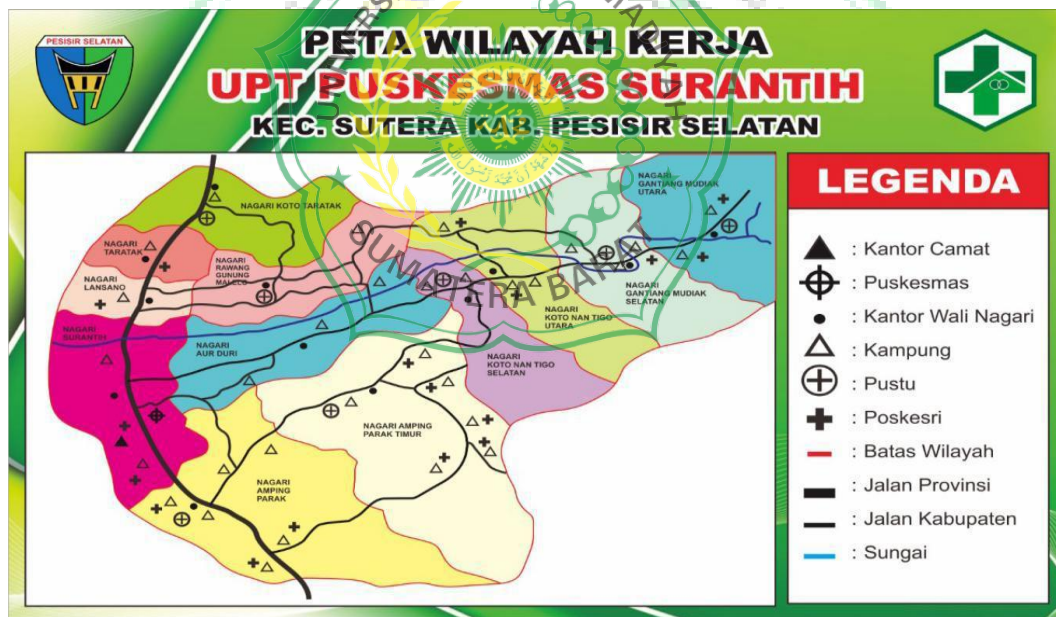 PESISIR SELATAN
PETA WILAYAH KERJA
UPT PUSKESMAS SURANTIH
KEC. SUTERA KAB. PESISIR SELATAN
NAGARI
GANTIANG MUDIAK
UTARA
NAGARI KOTO TARATAK
NAGARI
TARATAK
NAGARI
RAWANG
GUNUNG
MALELO
NAGARI
LANSANO
NAGARI
GANTIANG MUDIAK
SELATAN
NAGARI
KOTO NAN TIGO
UTARA
NAGARI
SURANTIH
NAGARI
AUR DURI
NAGARI
KOTO NAN TIGO
SELATAN
NAGARI AMPING
PARAK TIMUR
NAGARI
AMPING
PARAK
SUMATERA BARAT
LEGENDA
: Kantor Camat
: Puskesmas
: Kantor Wali Nagari
: Kampung
: Pustu
: Poskesri
: Batas Wilayah
: Jalan Provinsi
: Jalan Kabupaten
: Sungai